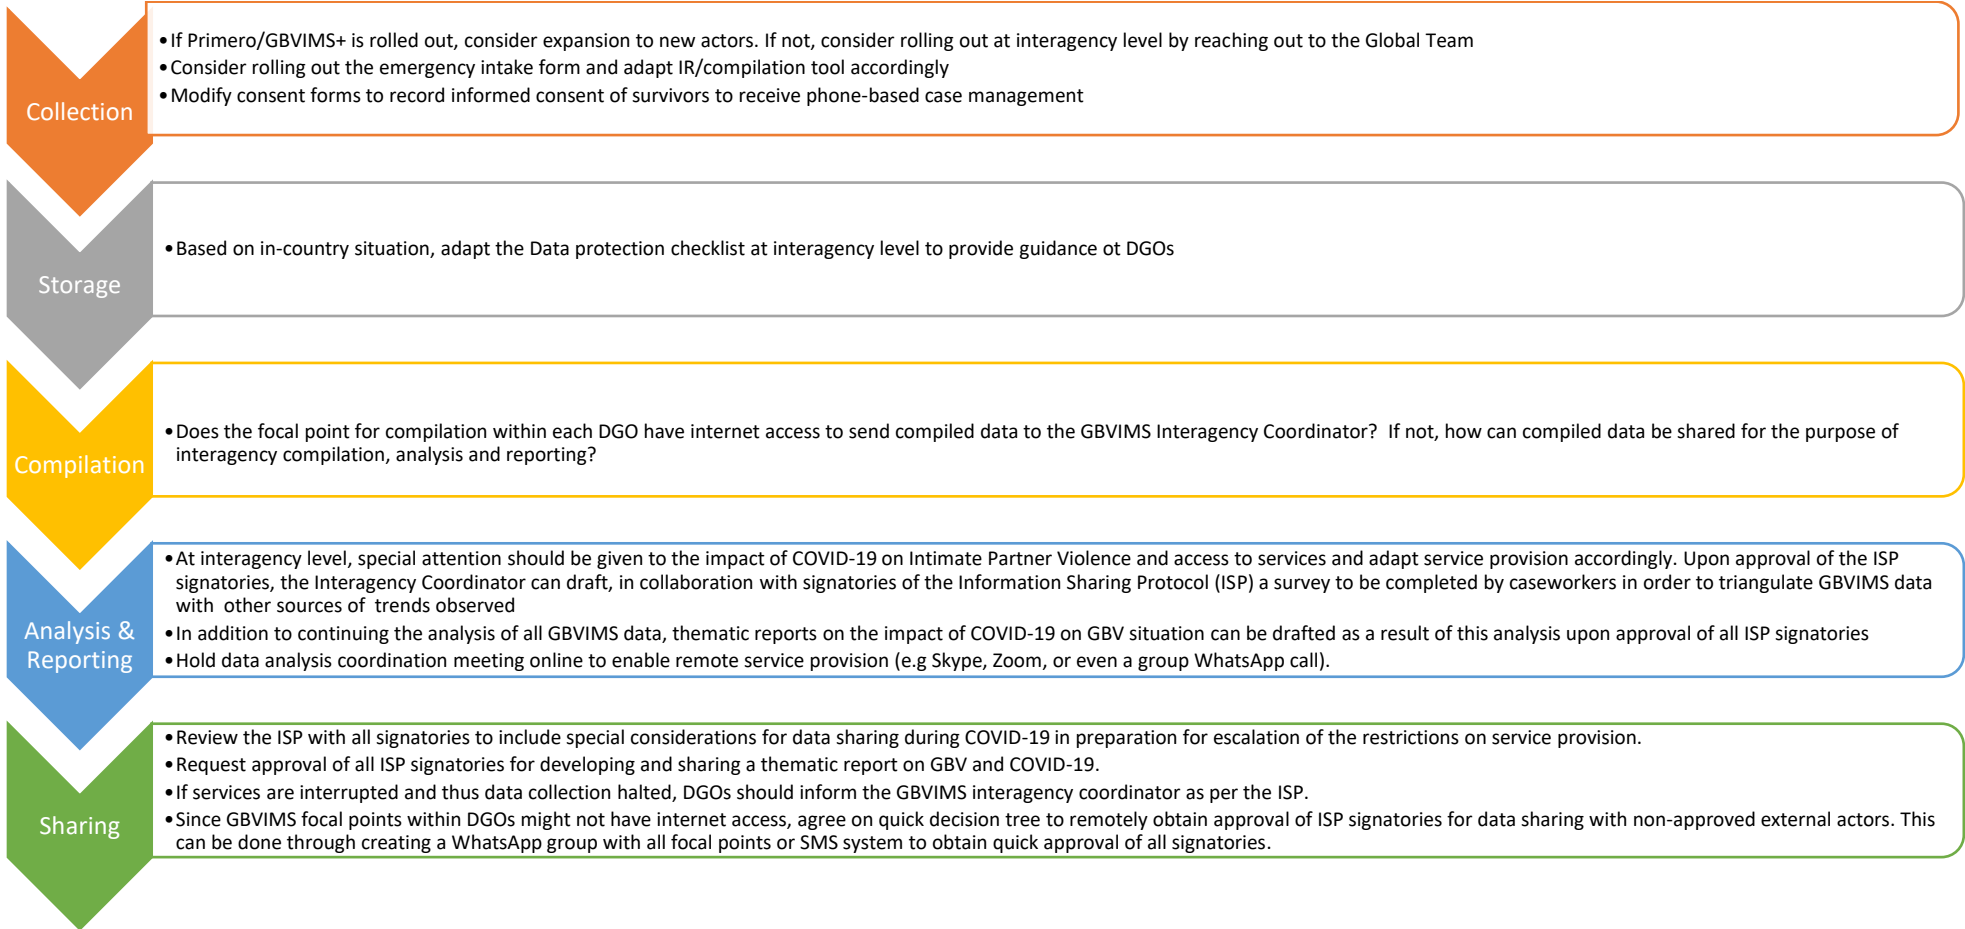 Collection
•If Primero/GBVIMS+ is rolled out, consider expansion to new actors. If not, consider rolling out at interagency level by reaching out to the Global Team
•Consider rolling out the emergency intake form and adapt IR/compilation tool accordingly
•Modify consent forms to record informed consent of survivors to receive phone-based case management
Storage
•Based on in-country situation, adapt the Data protection checklist at interagency level to provide guidance ot DGOs
Compilation
•Does the focal point for compilation within each DGO have internet access to send compiled data to the GBVIMS Interagency Coordinator?  If not, how can compiled data be shared for the purpose of
interagency compilation, analysis and reporting?
Analysis &
Reporting
•At interagency level, special attention should be given to the impact of COVID-19 on Intimate Partner Violence and access to services and adapt service provision accordingly. Upon approval of the ISP
signatories, the Interagency Coordinator can draft, in collaboration with signatories of the Information Sharing Protocol (ISP) a survey to be completed by caseworkers in order to triangulate GBVIMS data
with  other sources of  trends observed
•In addition to continuing the analysis of all GBVIMS data, thematic reports on the impact of COVID-19 on GBV situation can be drafted as a result of this analysis upon approval of all ISP signatories
•Hold data analysis coordination meeting online to enable remote service provision (e.g Skype, Zoom, or even a group WhatsApp call).
Sharing
•Review the ISP with all signatories to include special considerations for data sharing during COVID-19 in preparation for escalation of the restrictions on service provision.
•Request approval of all ISP signatories for developing and sharing a thematic report on GBV and COVID-19.
•If services are interrupted and thus data collection halted, DGOs should inform the GBVIMS interagency coordinator as per the ISP.
•Since GBVIMS focal points within DGOs might not have internet access, agree on quick decision tree to remotely obtain approval of ISP signatories for data sharing with non-approved external actors. This
can be done through creating a WhatsApp group with all focal points or SMS system to obtain quick approval of all signatories.